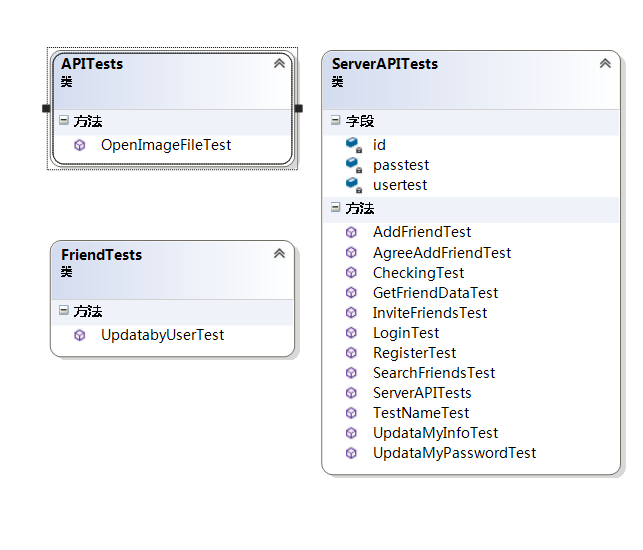 APITests
类
方法
OpenImageFileTest
FriendTests
类
方法
UpdatabyUserTest
ServerAPITests
类
字段
id
passtest
usertest
方法
AddFriendTest
AgreeAddFriendTest
CheckingTest
GetFriendDataTest
InviteFriendsTest
LoginTest
RegisterTest
SearchFriendsTest
ServerAPITests
TestNameTest
UpdataMyInfoTest
UpdataMyPasswordTest